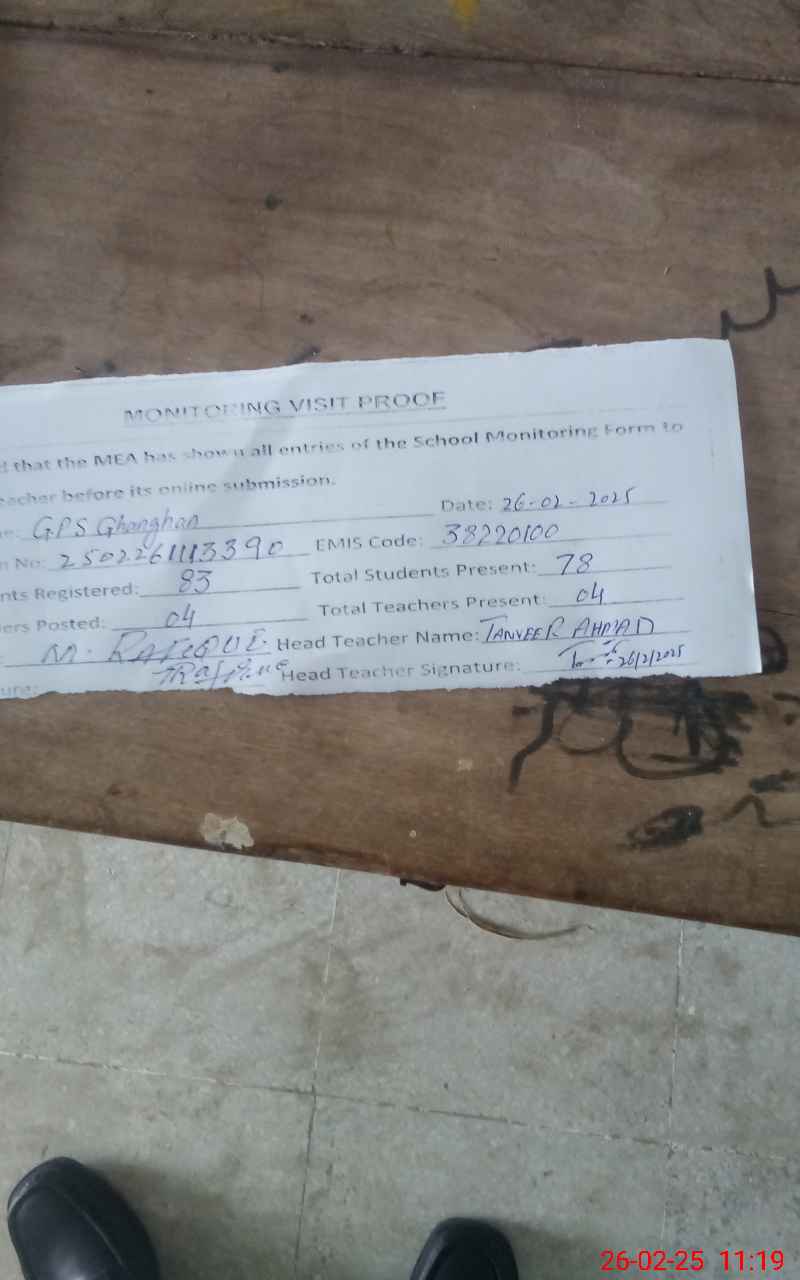 MONITORING VISIT PROOF
d that the MEA has shown all entries of the School Monitoring Form to
eacher before its online submission.
e: GPS Ghanghan Date: 26-02-2025
n No: 2502261113390 EMIS Code: 38220100
nts Registered: 83 Total Students Present: 78
ers Posted: 04 Total Teachers Present: 04
M. RAFIQUE Head Teacher Name: TANVEER AHMAD
Head Teacher Signature: 26/2/2025
ure:
26-02-25 11:19